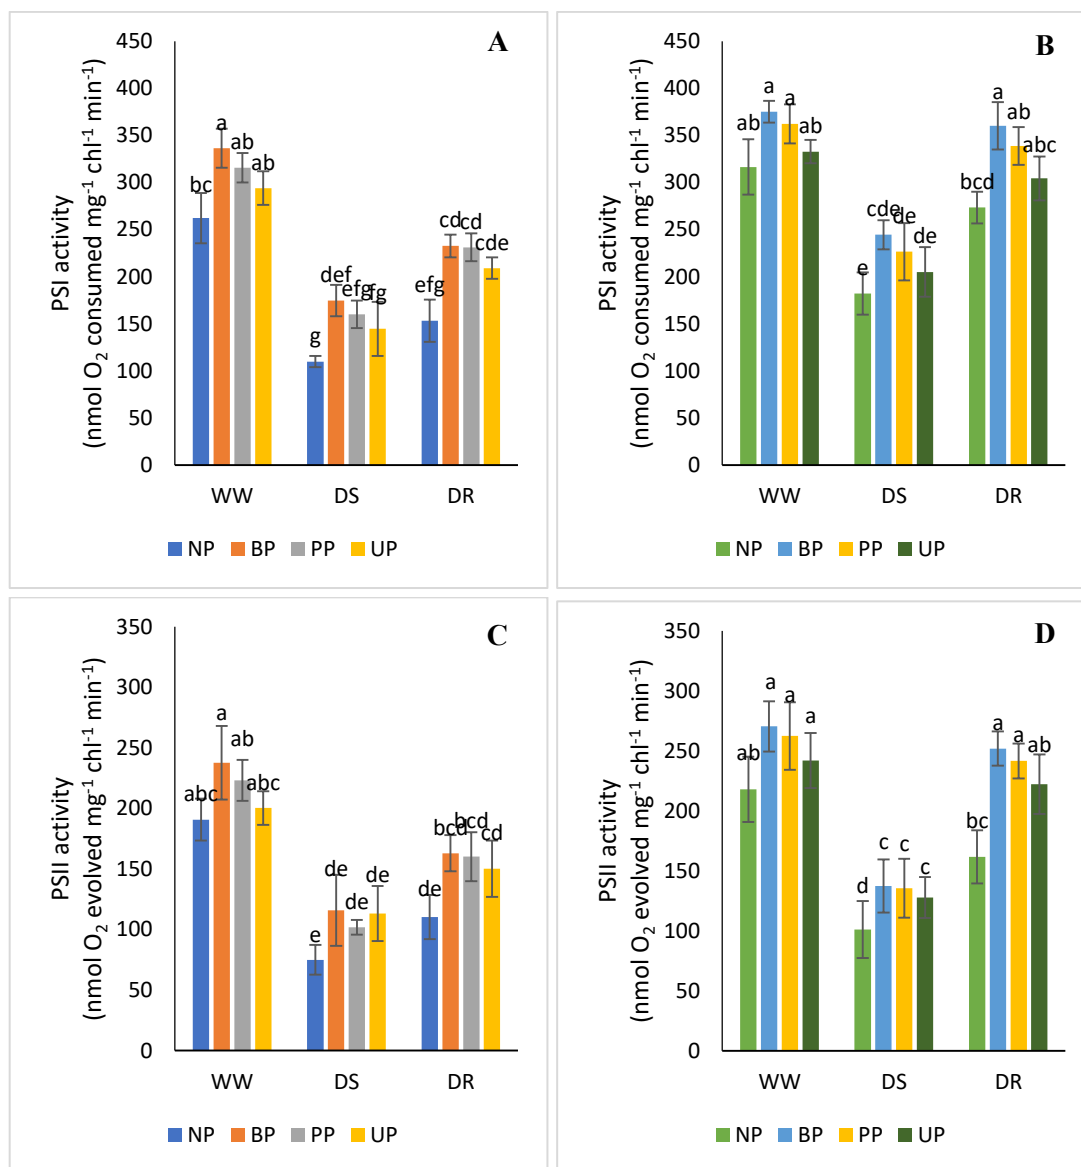 A
PSI activity
(nmol O₂ consumed mg⁻¹ chl⁻¹ min⁻¹)
450
400
350
300
250
200
150
100
50
0
bc a ab ab
g def efg fg
efg cd cd cde
WW DS DR
NP BP PP UP
B
PSI activity
(nmol O₂ consumed mg⁻¹ chl⁻¹ min⁻¹)
450
400
350
300
250
200
150
100
50
0
ab a a ab
e cde de de
bcd a ab abc
WW DS DR
NP BP PP UP
C
PSII activity
(nmol O₂ evolved mg⁻¹ chl⁻¹ min⁻¹)
350
300
250
200
150
100
50
0
abc a ab abc
e de de de
de bcd bcd cd
WW DS DR
NP BP PP UP
D
PSII activity
(nmol O₂ evolved mg⁻¹ chl⁻¹ min⁻¹)
350
300
250
200
150
100
50
0
ab a a a
d c c c
bc a a ab
WW DS DR
NP BP PP UP